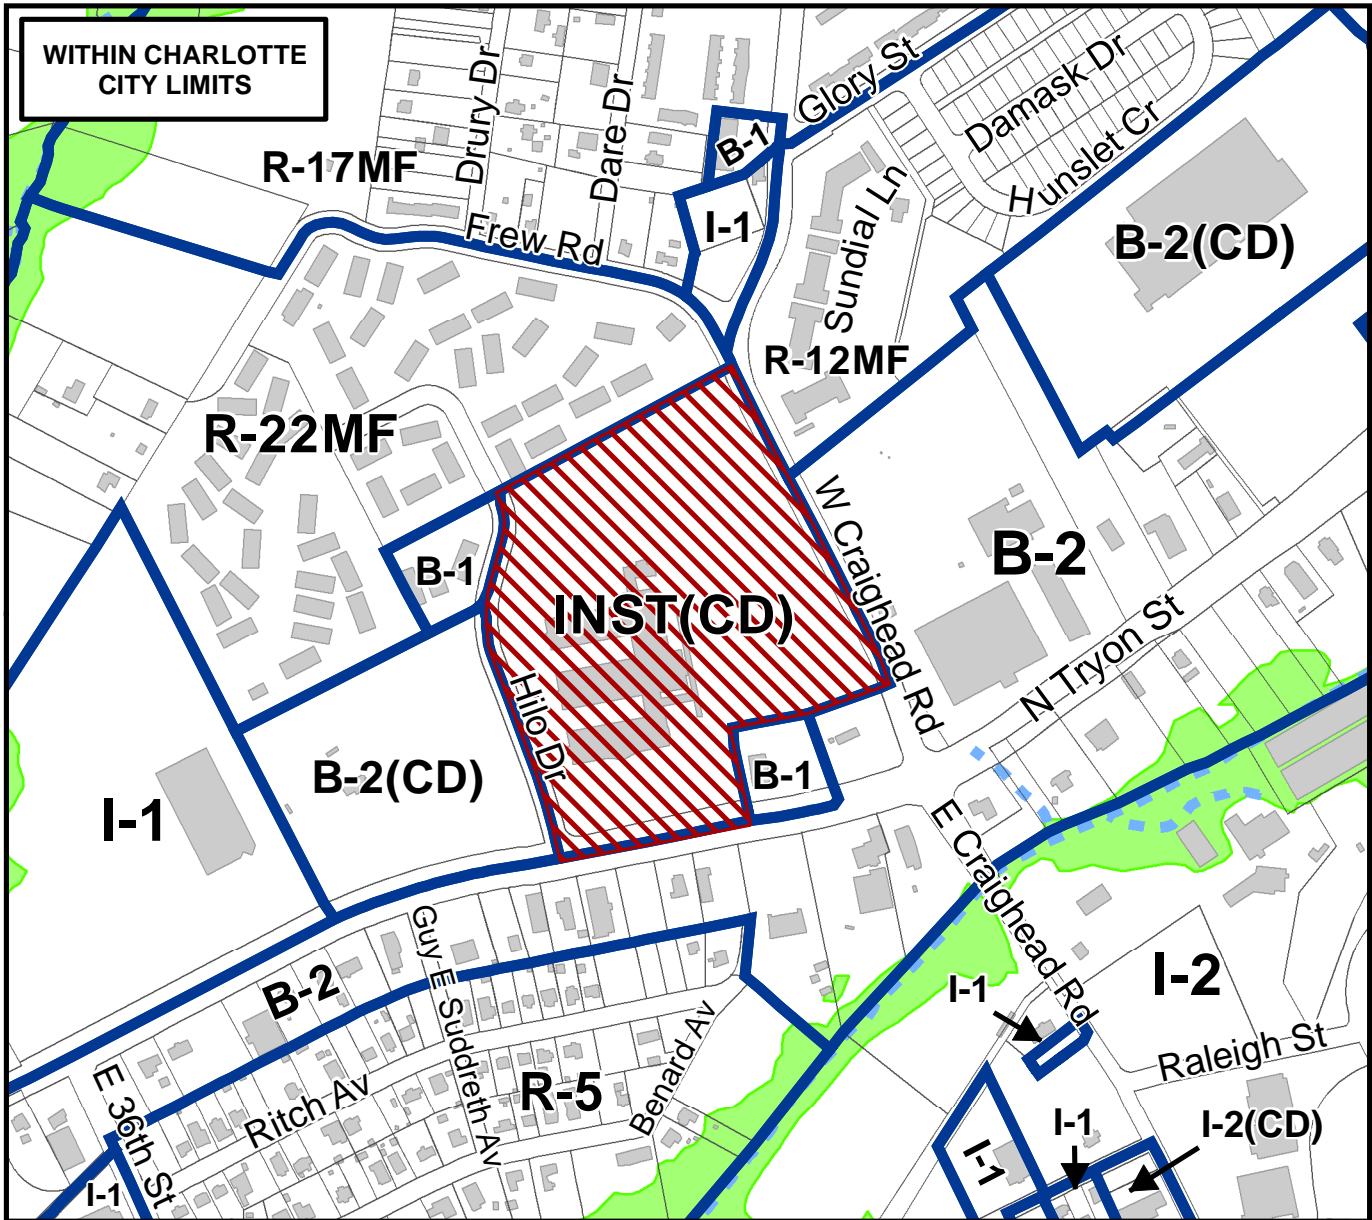 WITHIN CHARLOTTE
CITY LIMITS
Glory St
Damask Dr
Drury Dr
Dare Dr
B-1
Hunslet Cr
R-17MF
Sundial Ln
I-1
Frew Rd
B-2(CD)
R-12MF
R-22MF
W Craighead Rd
B-2
B-1
INST(CD)
N Tryon St
Hilo Dr
B-2(CD)
B-1
I-1
E Craighead Rd
Guy E Suddreth Av
B-2
I-2
I-1
Raleigh St
Benard Av
R-5
Ritch Av
E 36th St
I-1
I-1
I-1
I-2(CD)